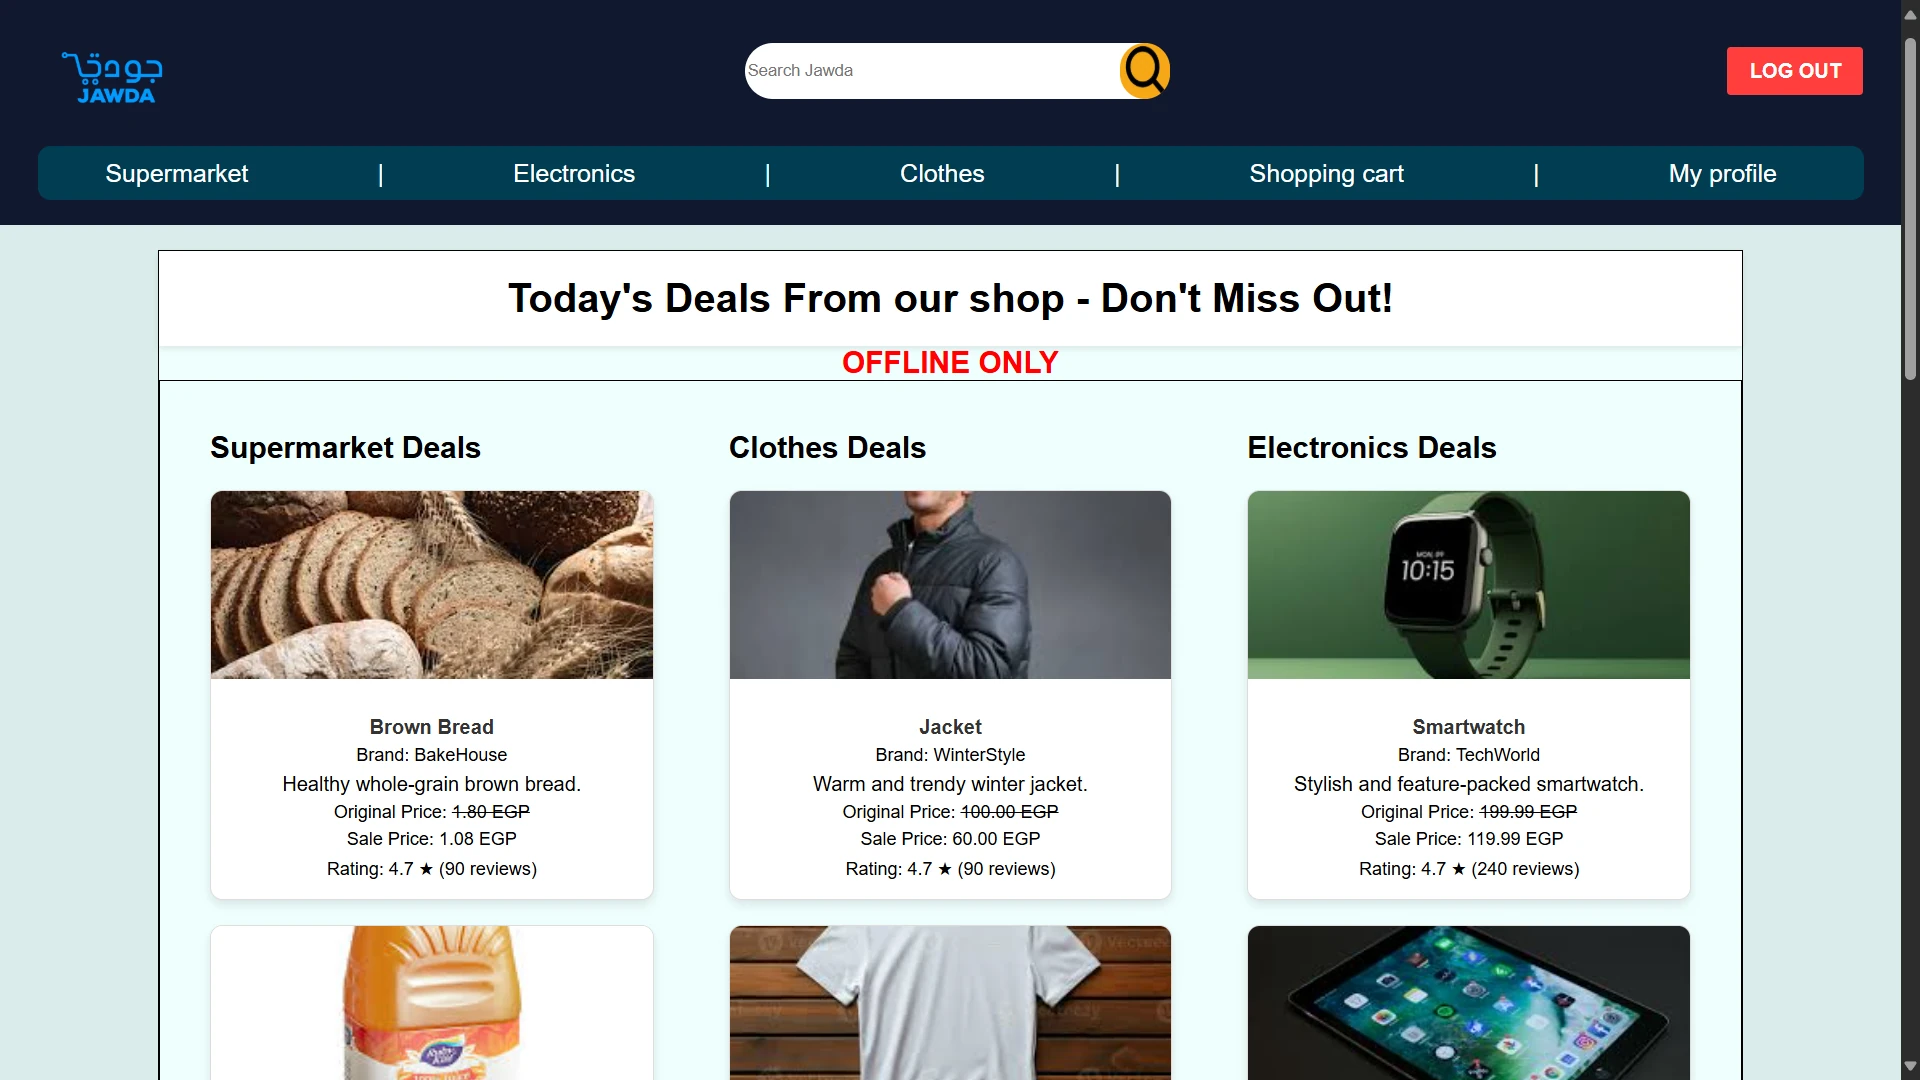 جودتي
JAWDA
Search Jawda
LOG OUT
Supermarket | Electronics | Clothes | Shopping cart | My profile
Today's Deals From our shop - Don't Miss Out!
OFFLINE ONLY
Supermarket Deals
Brown Bread
Brand: BakeHouse
Healthy whole-grain brown bread.
Original Price: 1.80 EGP
Sale Price: 1.08 EGP
Rating: 4.7 ★ (90 reviews)
Clothes Deals
Jacket
Brand: WinterStyle
Warm and trendy winter jacket.
Original Price: 100.00 EGP
Sale Price: 60.00 EGP
Rating: 4.7 ★ (90 reviews)
Electronics Deals
MON, 09
10:15
Smartwatch
Brand: TechWorld
Stylish and feature-packed smartwatch.
Original Price: 199.99 EGP
Sale Price: 119.99 EGP
Rating: 4.7 ★ (240 reviews)